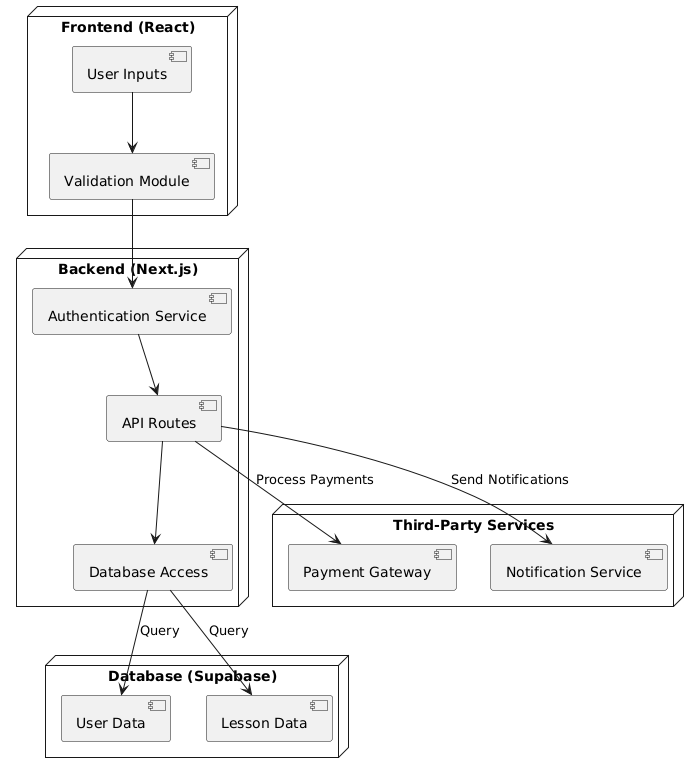 Frontend (React)
User Inputs
Validation Module
Backend (Next.js)
Authentication Service
API Routes
Process Payments
Send Notifications
Third-Party Services
Database Access
Payment Gateway
Notification Service
Query
Query
Database (Supabase)
User Data
Lesson Data